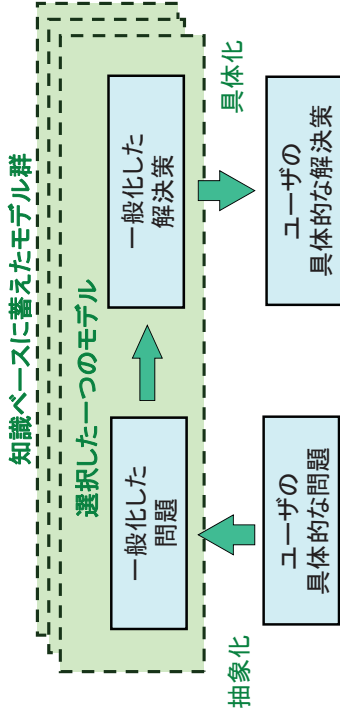 知識ベースに蓄えたモデル群
選択した一つのモデル
一般化した
問題
一般化した
解決策
抽象化
具体化
ユーザの
具体的な問題
ユーザの
具体的な解決策